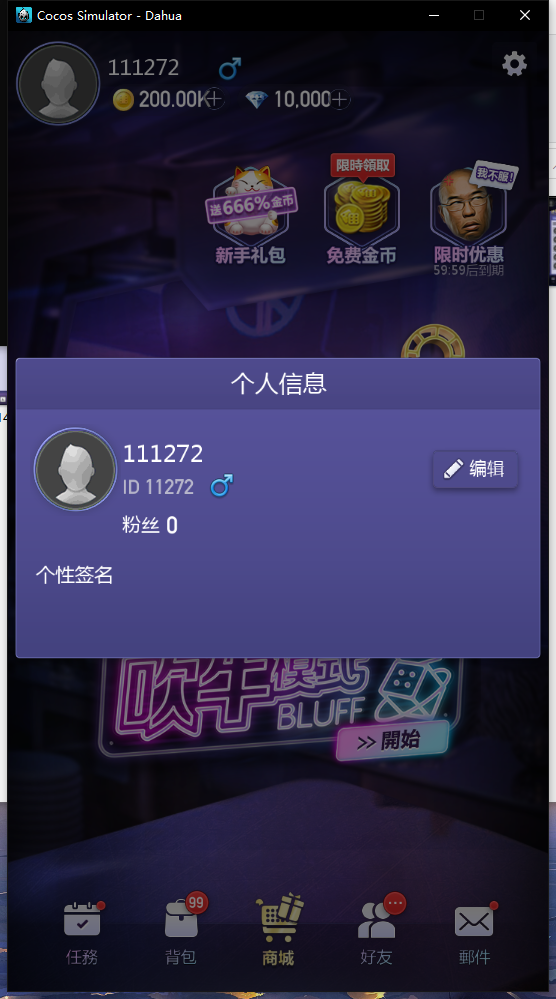 Cocos Simulator - Dahua
111272
200.00K
10,000
限時領取
我不服!
送666%金币
新手礼包
免费金币
限时优惠
59:59后到期
个人信息
111272
ID 11272
编辑
粉丝 0
个性签名
吹牛模式
BLUFF
>> 開始
99
任務
背包
商城
好友
郵件